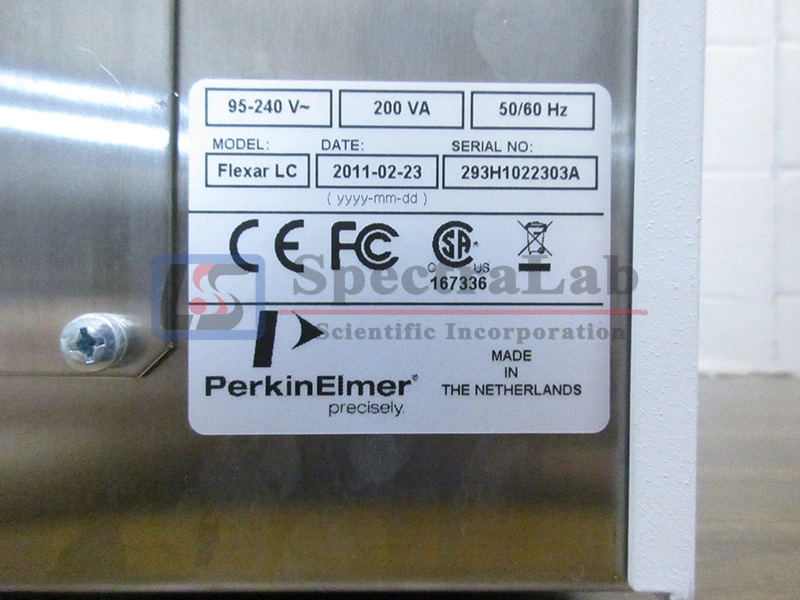 95-240 V~ 200 VA 50/60 Hz
MODEL: DATE: SERIAL NO:
Flexar LC 2011-02-23 293H1022303A
( yyyy-mm-dd )
CE FC SA
C US
167336
SpectraLab
Scientific Incorporation
PerkinElmer®
precisely.
MADE
IN
THE NETHERLANDS